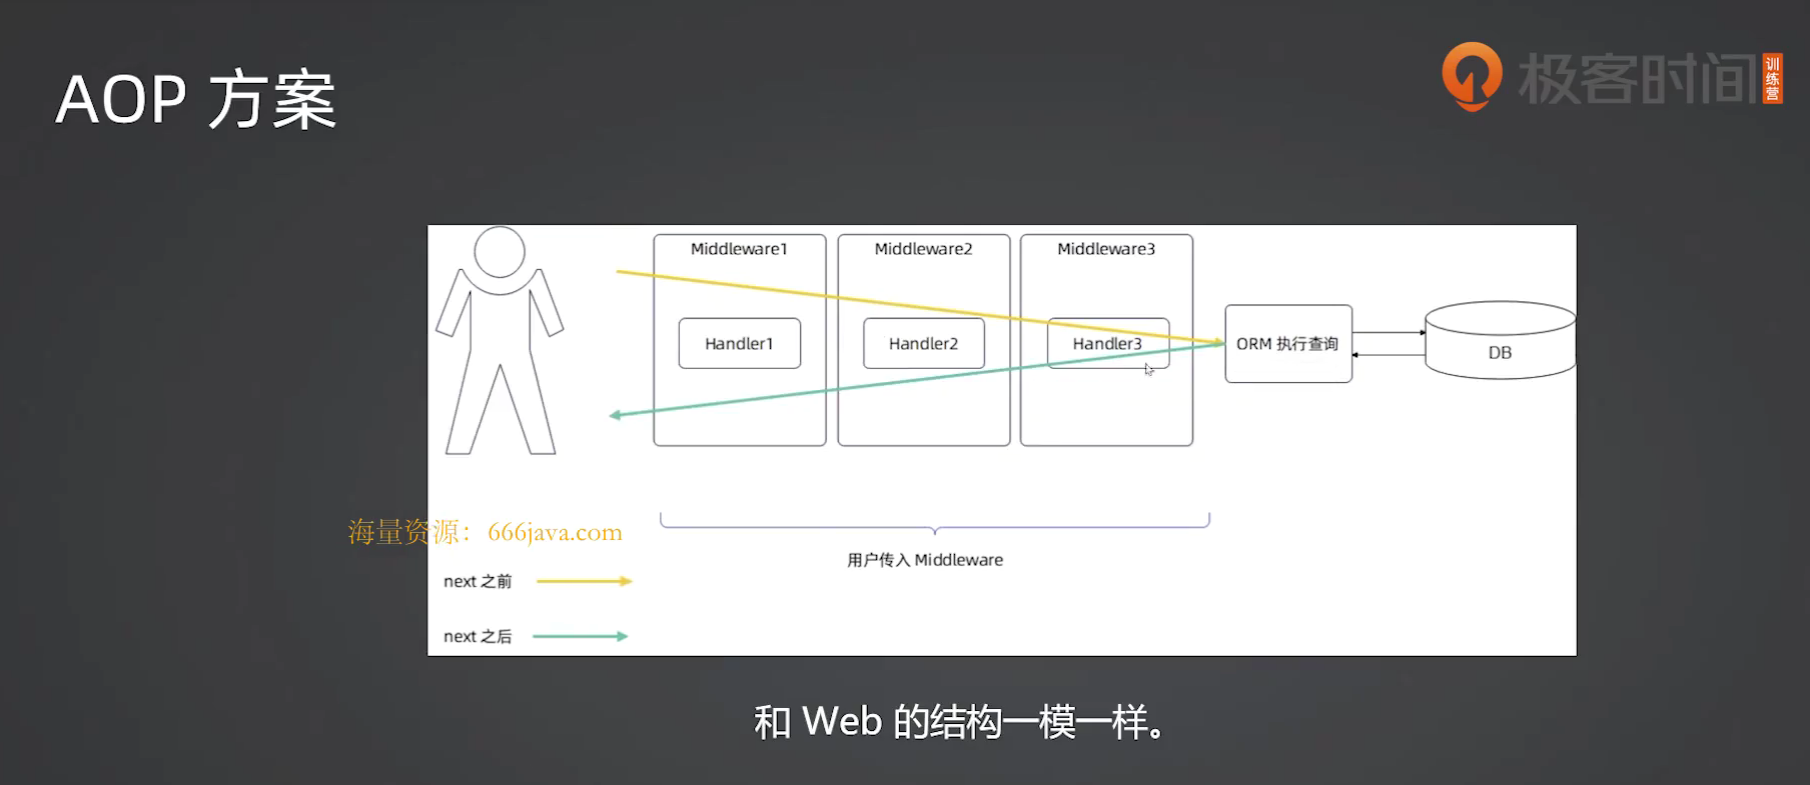 AOP 方案
极客时间
训练营
Middleware1
Middleware2
Middleware3
Handler1
Handler2
Handler3
ORM 执行查询
DB
海量资源：666java.com
用户传入 Middleware
next 之前
next 之后
和 Web 的结构一模一样。